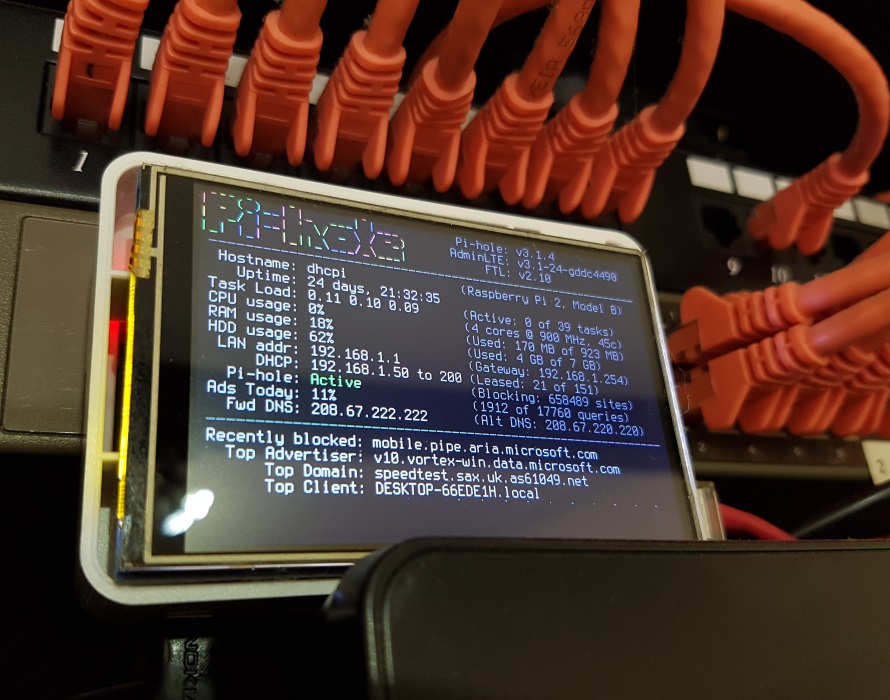 EIA 568
1
9
10
Pi-hole
Pi-hole: v3.1.4
AdminLTE: v3.1-24-gddc4490
FTL: v2.10
Hostname: dhcpi (Raspberry Pi 2, Model B)
Uptime: 24 days, 21:32:35
Task Load: 0.11 0.10 0.09 (Active: 0 of 39 tasks)
CPU usage: 0% (4 cores @ 900 MHz, 45c)
RAM usage: 18% (Used: 170 MB of 923 MB)
HDD usage: 62% (Used: 4 GB of 7 GB)
LAN addr: 192.168.1.1 (Gateway: 192.168.1.254)
DHCP: 192.168.1.50 to 200 (Leased: 21 of 151)
Pi-hole: Active (Blocking: 658489 sites)
Ads Today: 11% (1912 of 17760 queries)
Fwd DNS: 208.67.222.222 (Alt DNS: 208.67.220.220)
Recently blocked: mobile.pipe.aria.microsoft.com
Top Advertiser: v10.vortex-win.data.microsoft.com
Top Domain: speedtest.sax.uk.as61049.net
Top Client: DESKTOP-66EDE1H.local
2
NOKIA